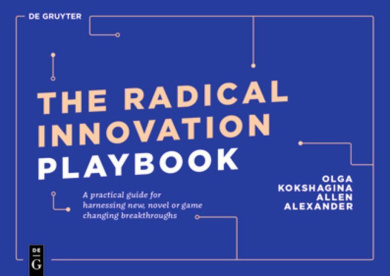 DE GRUYTER
THE RADICAL
INNOVATION
PLAYBOOK
A practical guide for
harnessing new, novel or game
changing breakthroughs
OLGA
KOKSHAGINA
ALLEN
ALEXANDER
DE
G